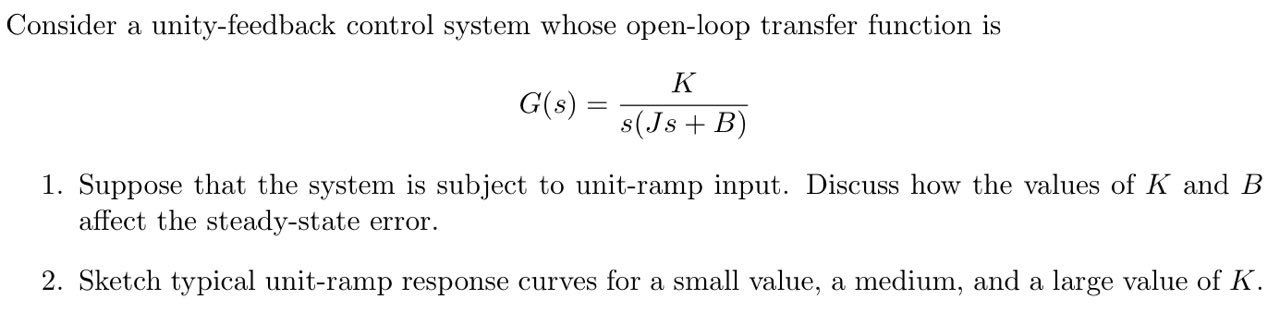 Consider a unity-feedback control system whose open-loop transfer function is
G(s) = K / s(Js + B)
1. Suppose that the system is subject to unit-ramp input. Discuss how the values of K and B
affect the steady-state error.
2. Sketch typical unit-ramp response curves for a small value, a medium, and a large value of K.